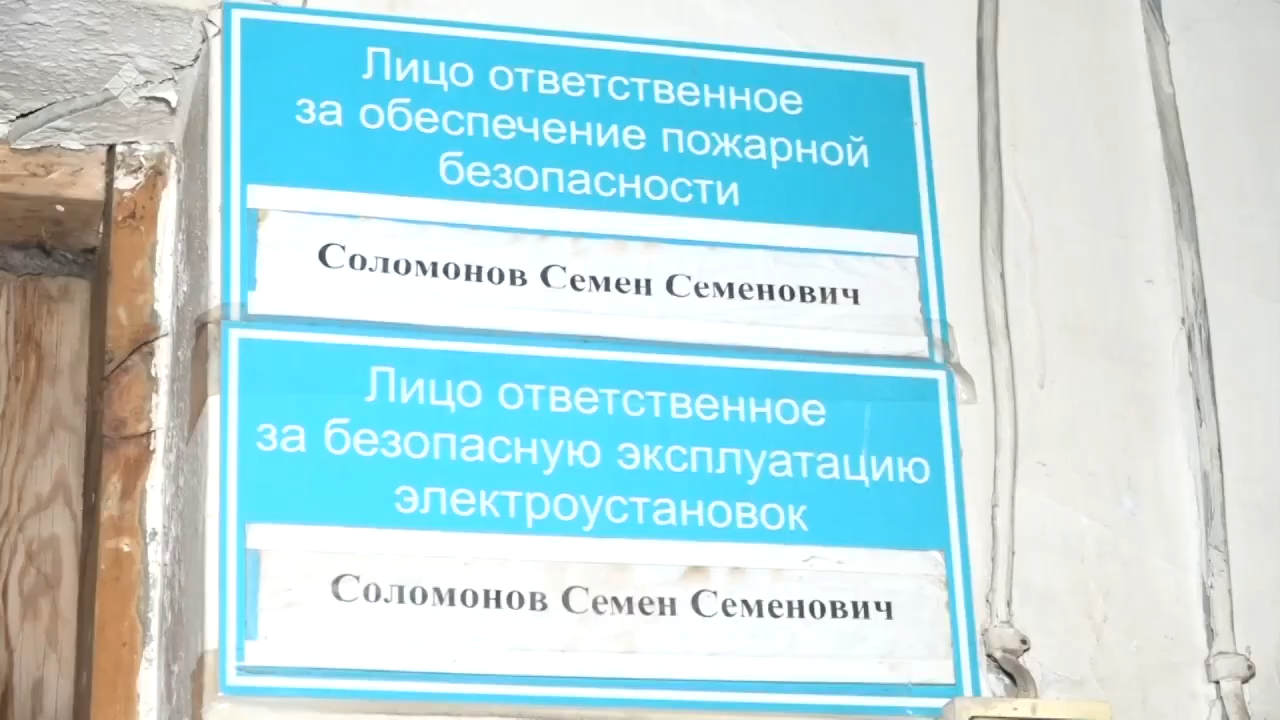 Лицо ответственное
за обеспечение пожарной
безопасности
Соломонов Семен Семенович
Лицо ответственное
за безопасную эксплуатацию
электроустановок
Соломонов Семен Семенович